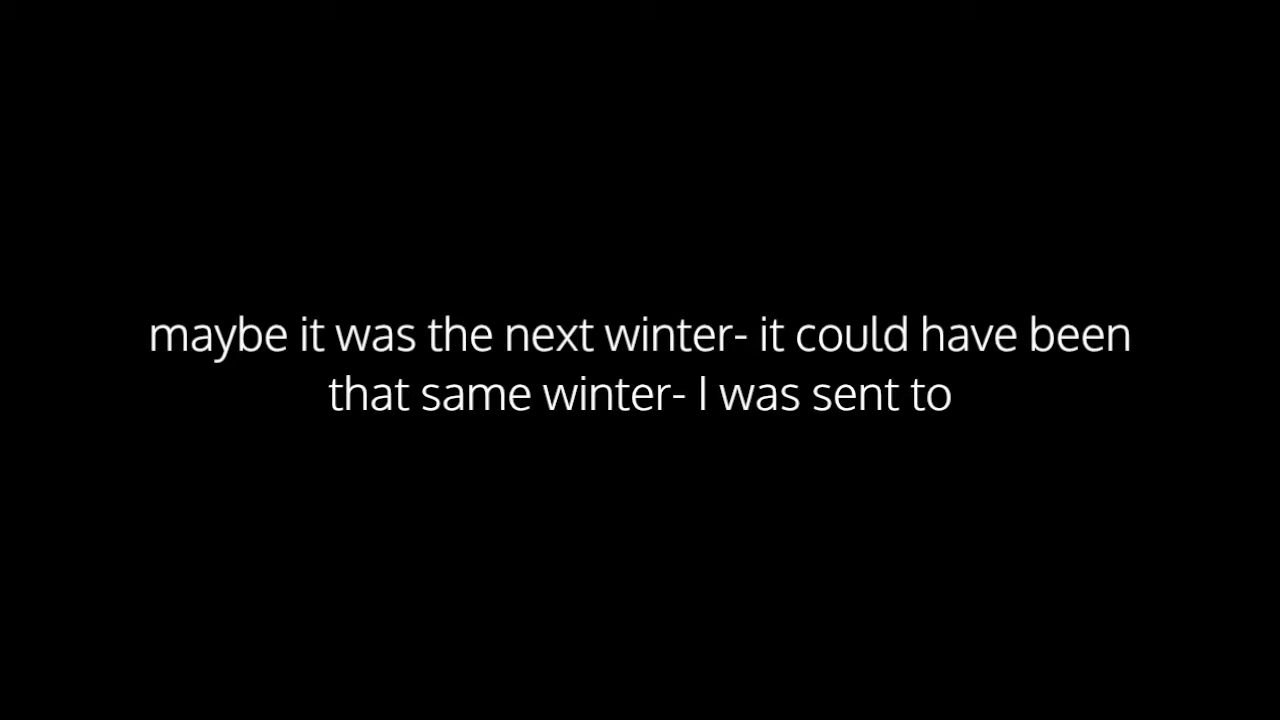 maybe it was the next winter- it could have been
that same winter- I was sent to